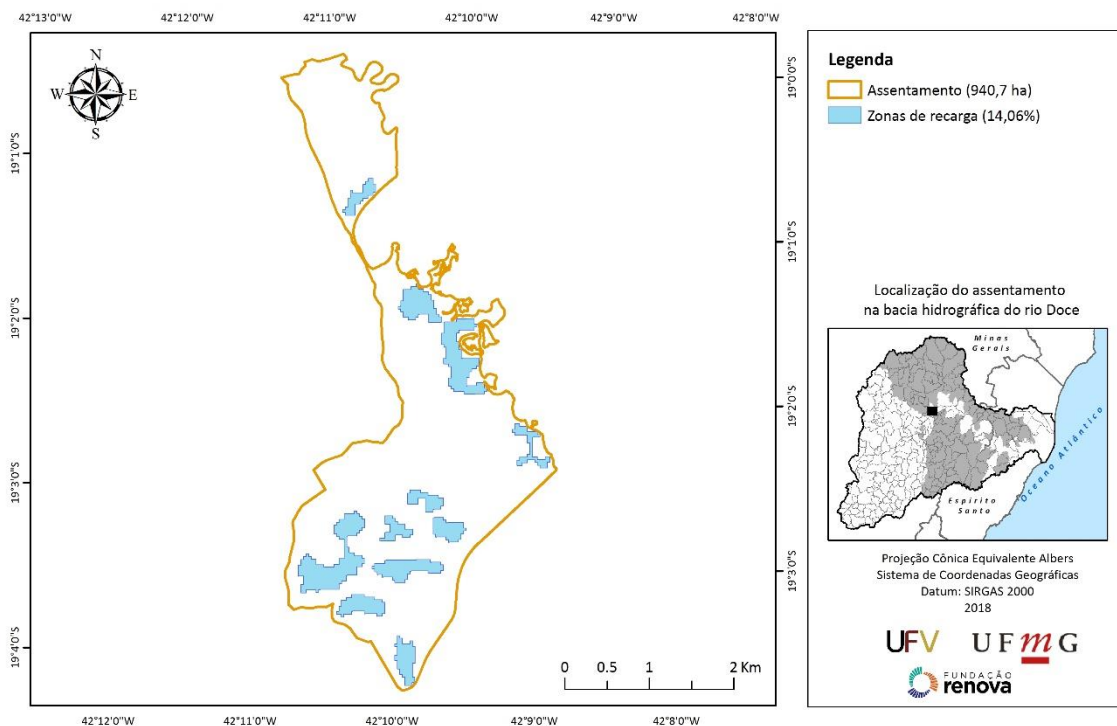 42°13'0"W 42°12'0"W 42°11'0"W 42°10'0"W 42°9'0"W 42°8'0"W
N
W E
S
19°1'0"S
19°2'0"S
19°3'0"S
19°4'0"S
19°0'0"S
19°1'0"S
19°2'0"S
19°3'0"S
0 0.5 1 2 Km
42°12'0"W 42°11'0"W 42°10'0"W 42°9'0"W 42°8'0"W
Legenda
Assentamento (940,7 ha)
Zonas de recarga (14,06%)
Localização do assentamento
na bacia hidrográfica do rio Doce
Minas
Gerais
Oceano Atlântico
Espírito
Santo
Projeção Cônica Equivalente Albers
Sistema de Coordenadas Geográficas
Datum: SIRGAS 2000
2018
UFV UFmG
FUNDAÇÃO
renova